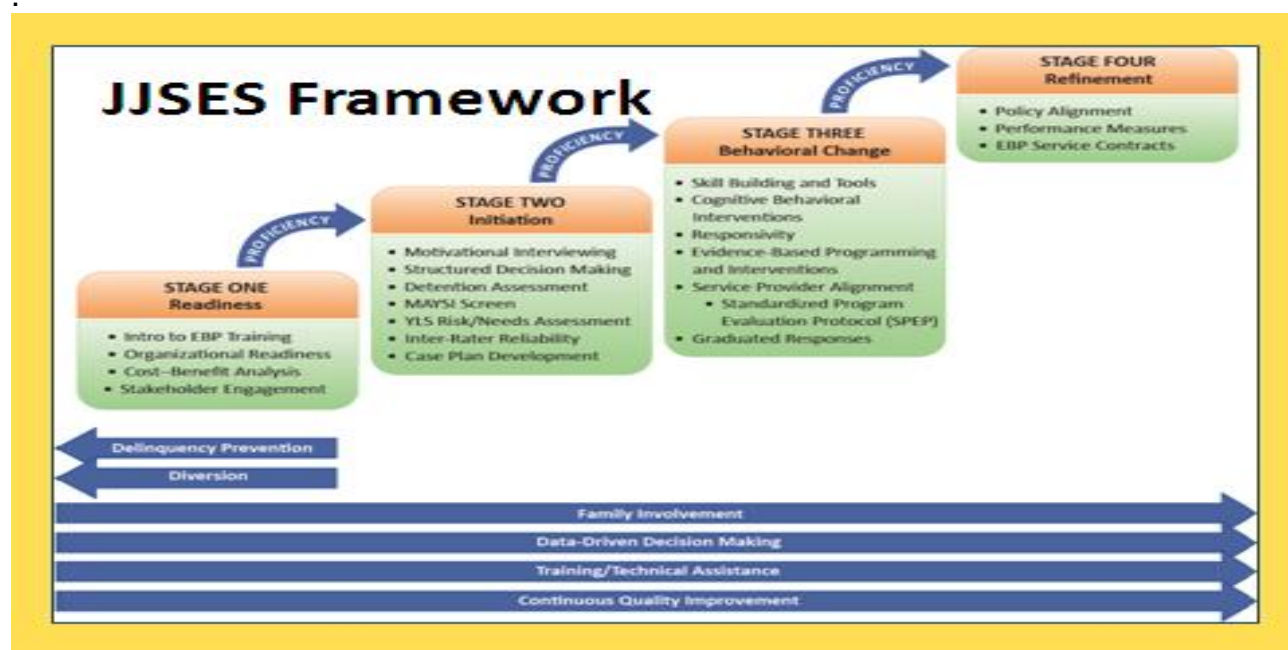 .
JJSES Framework
STAGE ONE
Readiness
• Intro to EBP Training
• Organizational Readiness
• Cost–Benefit Analysis
• Stakeholder Engagement
PROFICIENCY
STAGE TWO
Initiation
• Motivational Interviewing
• Structured Decision Making
• Detention Assessment
• MAYSI Screen
• YLS Risk/Needs Assessment
• Inter-Rater Reliability
• Case Plan Development
PROFICIENCY
STAGE THREE
Behavioral Change
• Skill Building and Tools
• Cognitive Behavioral
Interventions
• Responsivity
• Evidence-Based Programming
and Interventions
• Service Provider Alignment
• Standardized Program
Evaluation Protocol (SPEP)
• Graduated Responses
PROFICIENCY
STAGE FOUR
Refinement
• Policy Alignment
• Performance Measures
• EBP Service Contracts
Delinquency Prevention
Diversion
Family Involvement
Data-Driven Decision Making
Training/Technical Assistance
Continuous Quality Improvement